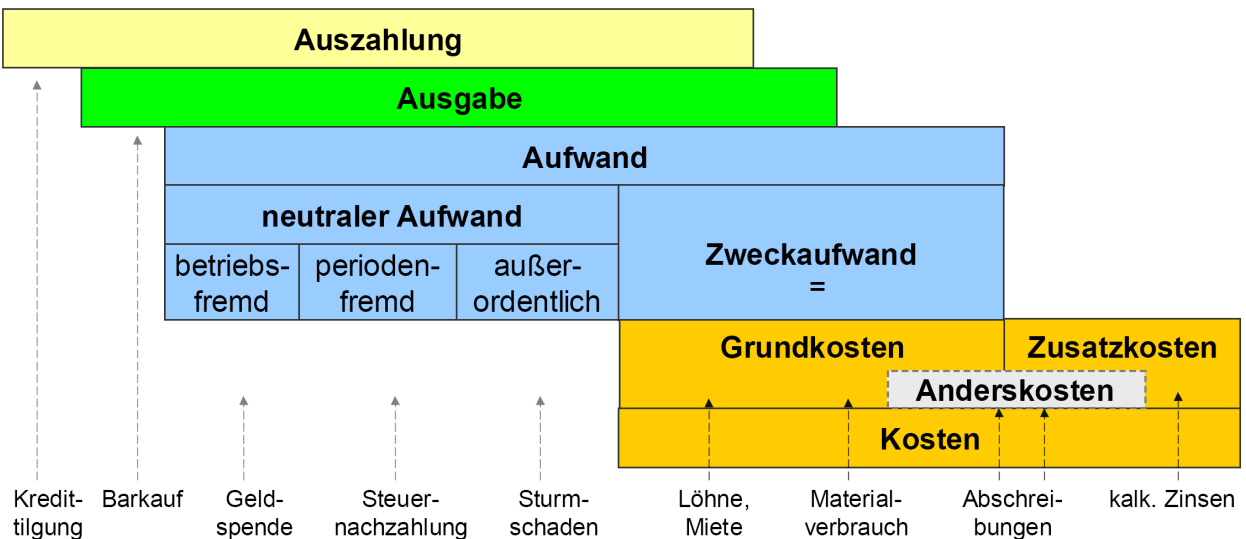 Auszahlung
Ausgabe
Aufwand
neutraler Aufwand
betriebs-
fremd
perioden-
fremd
außer-
ordentlich
Zweckaufwand
=
Grundkosten
Zusatzkosten
Anderskosten
Kosten
Kredit-
tilgung
Barkauf
Geld-
spende
Steuer-
nachzahlung
Sturm-
schaden
Löhne,
Miete
Material-
verbrauch
Abschrei-
bungen
kalk. Zinsen